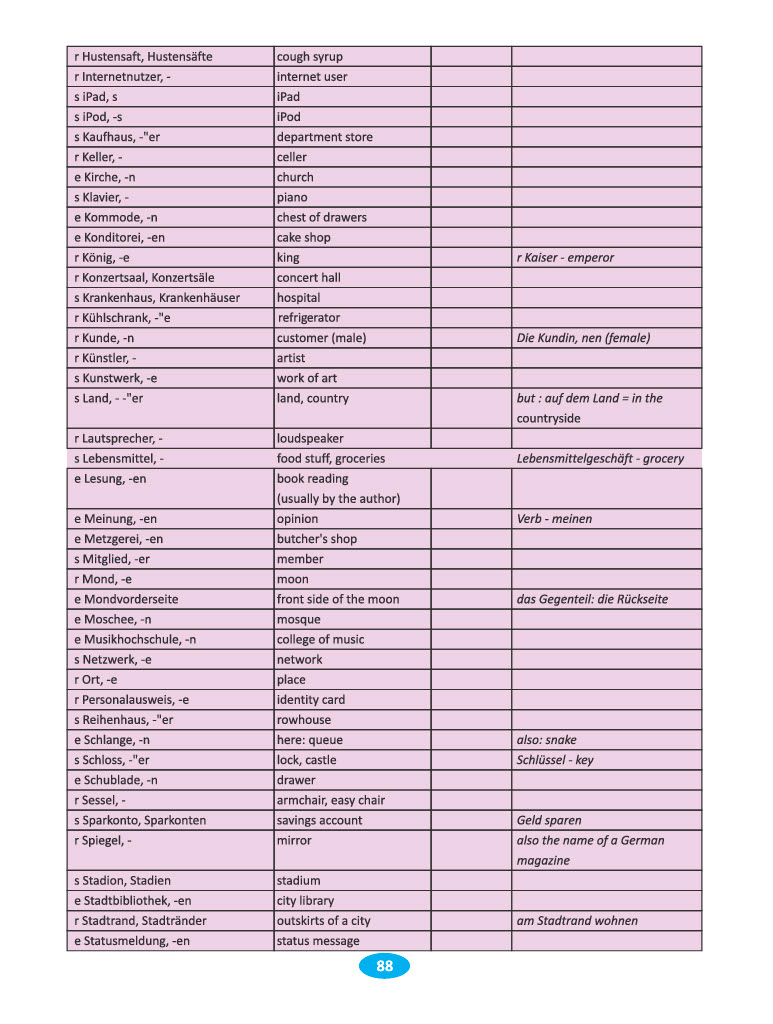 r Hustensaft, Hustensäfte cough syrup
r Internetnutzer, - internet user
s iPad, s iPad
s iPod, -s iPod
s Kaufhaus, -"er department store
r Keller, - celler
e Kirche, -n church
s Klavier, - piano
e Kommode, -n chest of drawers
e Konditorei, -en cake shop
r König, -e king r Kaiser - emperor
r Konzertsaal, Konzertsäle concert hall
s Krankenhaus, Krankenhäuser hospital
r Kühlschrank, -"e refrigerator
r Kunde, -n customer (male) Die Kundin, nen (female)
r Künstler, - artist
s Kunstwerk, -e work of art
s Land, - -"er land, country but : auf dem Land = in the
countryside
r Lautsprecher, - loudspeaker
s Lebensmittel, - food stuff, groceries Lebensmittelgeschäft - grocery
e Lesung, -en book reading
(usually by the author)
e Meinung, -en opinion Verb - meinen
e Metzgerei, -en butcher's shop
s Mitglied, -er member
r Mond, -e moon
e Mondvorderseite front side of the moon das Gegenteil: die Rückseite
e Moschee, -n mosque
e Musikhochschule, -n college of music
s Netzwerk, -e network
r Ort, -e place
r Personalausweis, -e identity card
s Reihenhaus, -"er rowhouse
e Schlange, -n here: queue also: snake
s Schloss, -"er lock, castle Schlüssel - key
e Schublade, -n drawer
r Sessel, - armchair, easy chair
s Sparkonto, Sparkonten savings account Geld sparen
r Spiegel, - mirror also the name of a German
magazine
s Stadion, Stadien stadium
e Stadtbibliothek, -en city library
r Stadtrand, Stadtränder outskirts of a city am Stadtrand wohnen
e Statusmeldung, -en status message
88